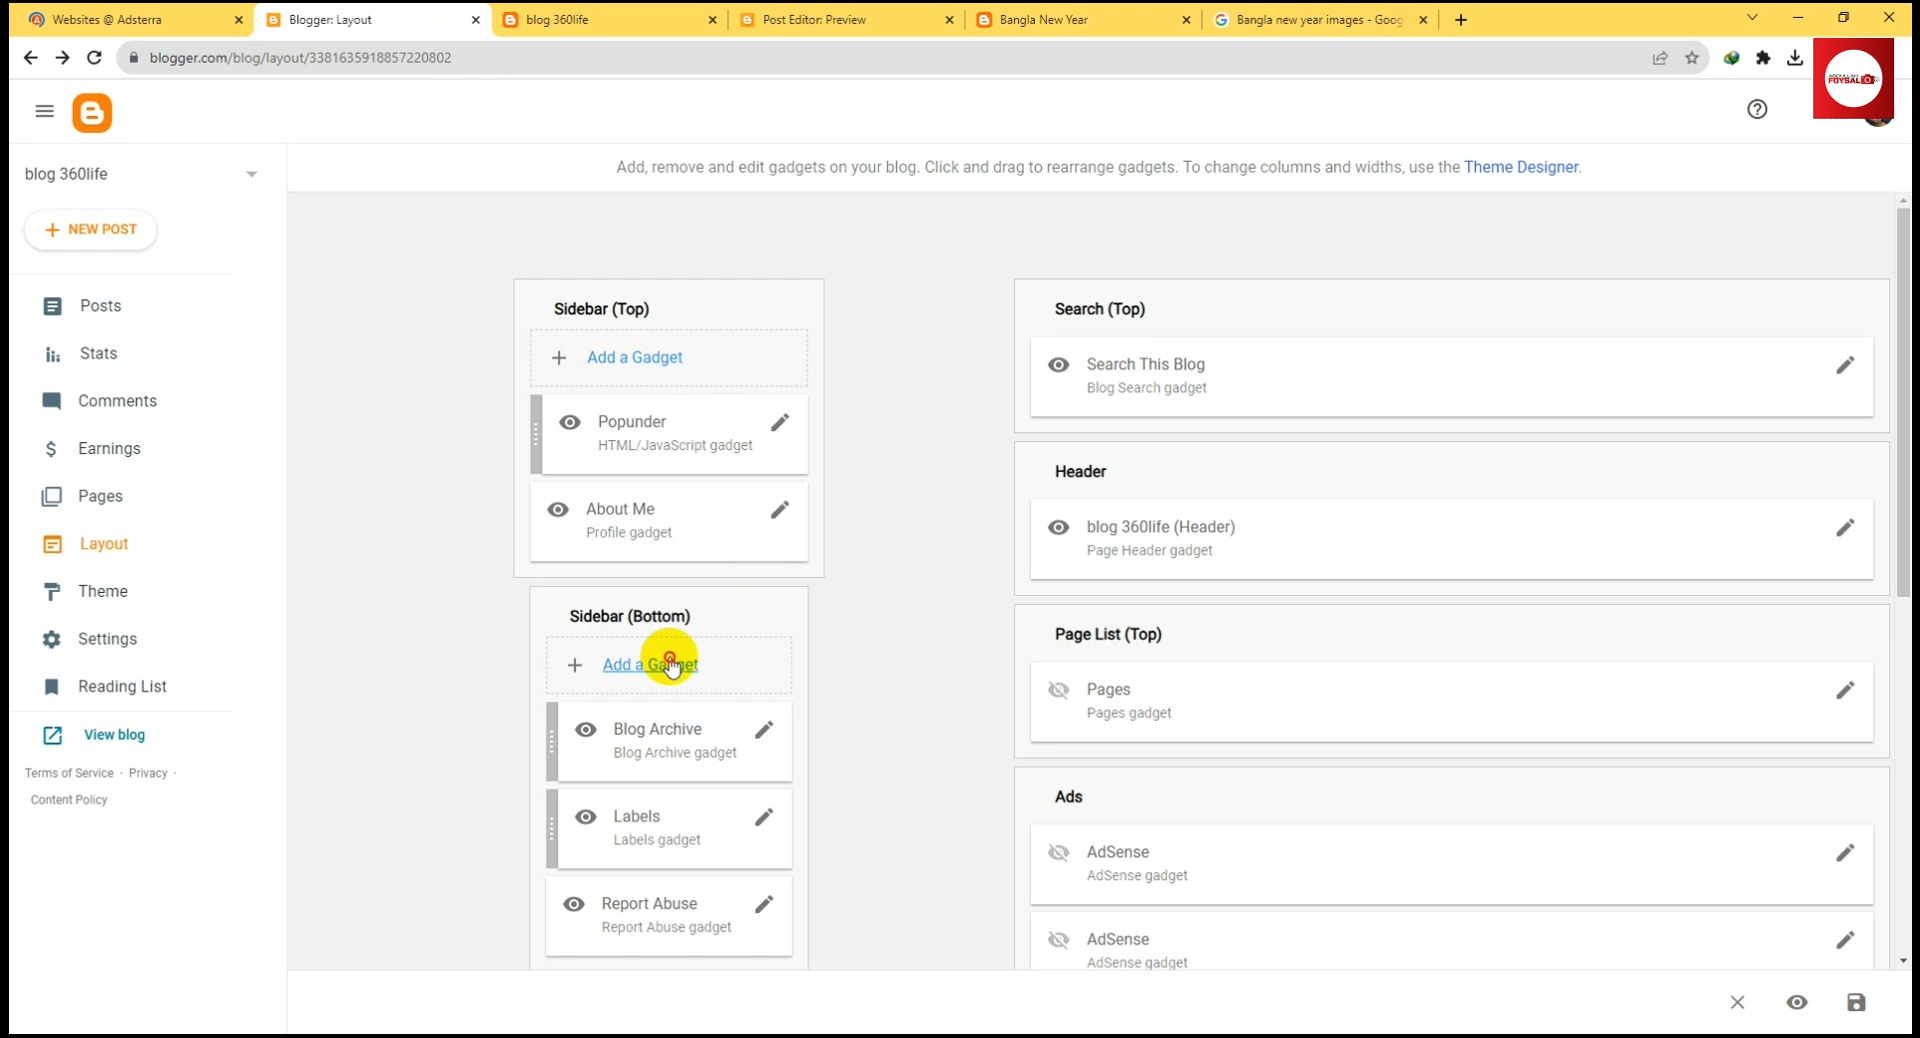 Websites @ Adsterra
Blogger: Layout
blog 360life
Post Editor: Preview
Bangla New Year
Bangla new year images - Goog
blogger.com/blog/layout/3381635918857220802
ABDULLAH
FOYSAL
blog 360life
NEW POST
Posts
Stats
Comments
Earnings
Pages
Layout
Theme
Settings
Reading List
View blog
Terms of Service · Privacy ·
Content Policy
Add, remove and edit gadgets on your blog. Click and drag to rearrange gadgets. To change columns and widths, use the Theme Designer.
Sidebar (Top)
Add a Gadget
Popunder
HTML/JavaScript gadget
About Me
Profile gadget
Sidebar (Bottom)
Add a Gadget
Blog Archive
Blog Archive gadget
Labels
Labels gadget
Report Abuse
Report Abuse gadget
Search (Top)
Search This Blog
Blog Search gadget
Header
blog 360life (Header)
Page Header gadget
Page List (Top)
Pages
Pages gadget
Ads
AdSense
AdSense gadget
AdSense
AdSense gadget